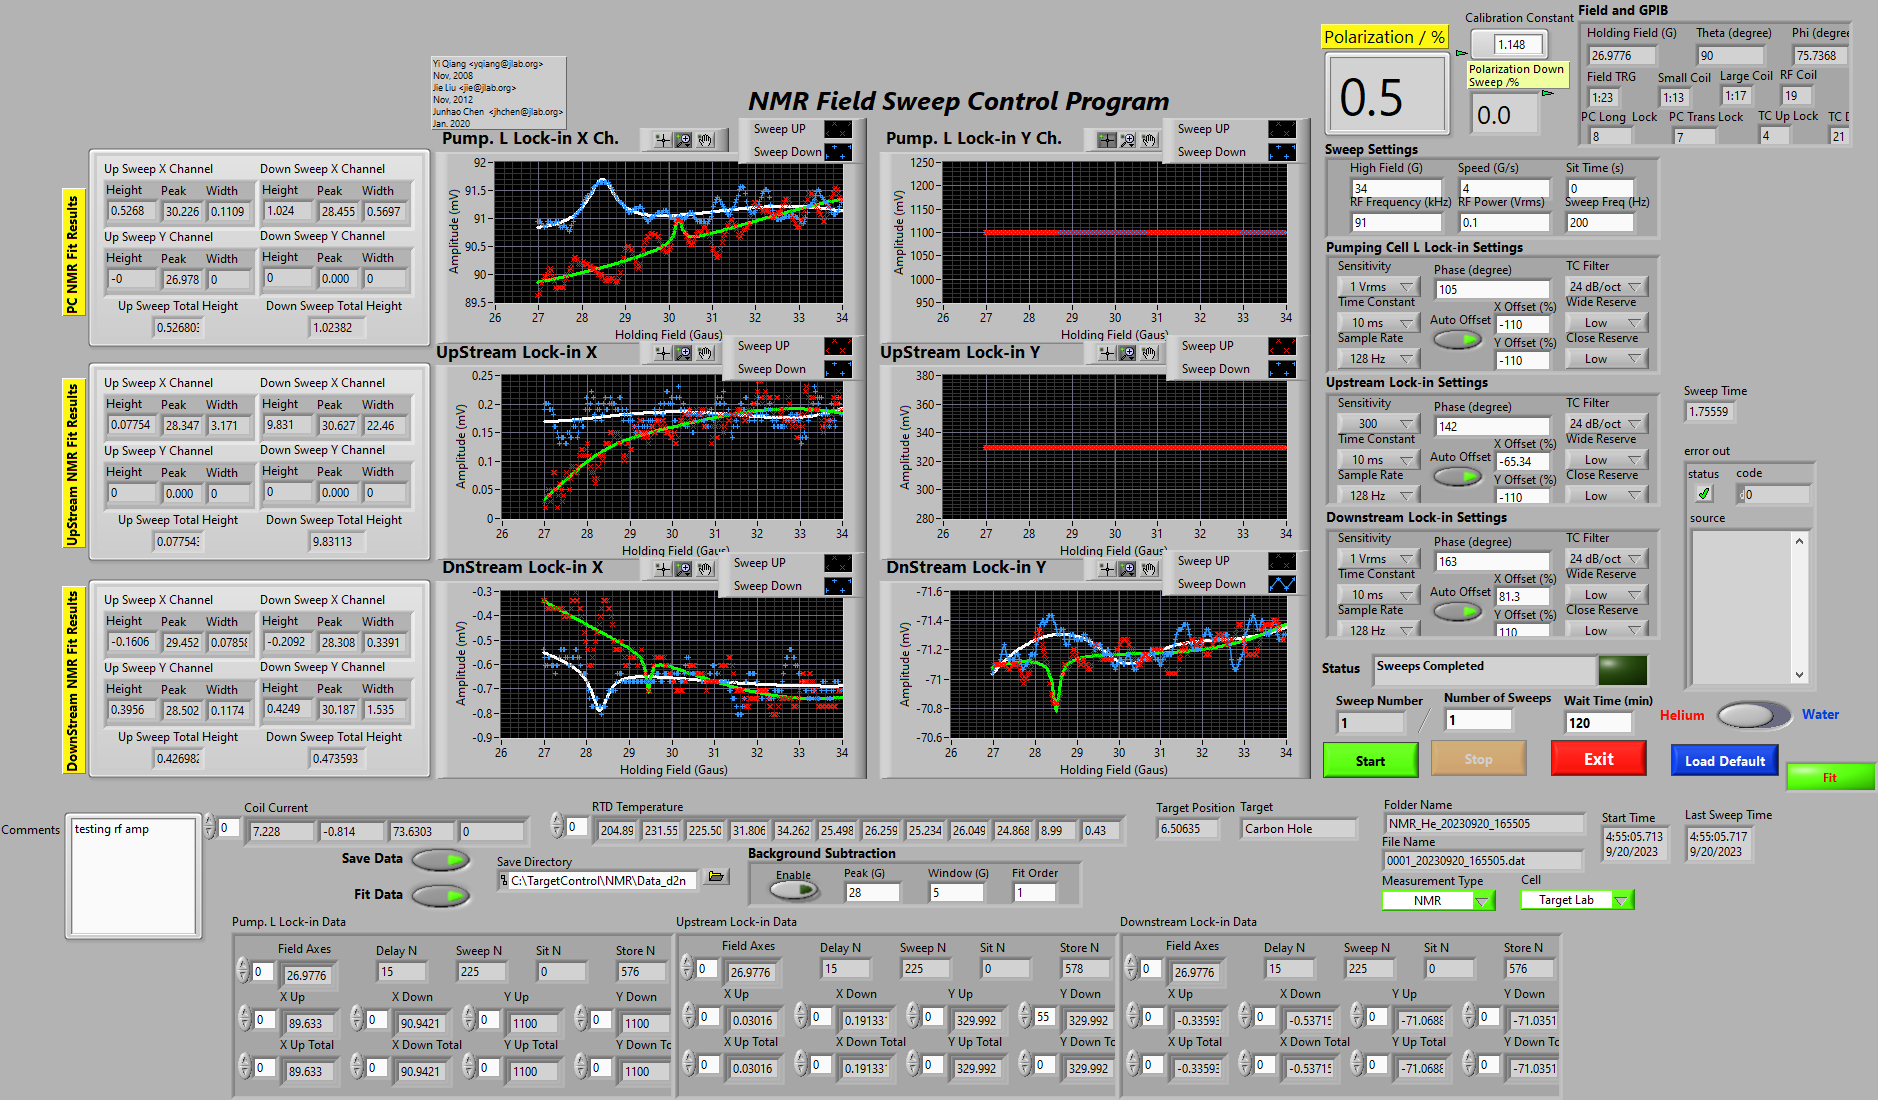 Yi Qiang <yqiang@jlab.org>
Nov, 2008
Jie Liu <jie@jlab.org>
Nov, 2012
Junhao Chen <jhchen@jlab.org>
Jan. 2020
NMR Field Sweep Control Program
Polarization / %
0.5
Calibration Constant
1.148
Polarization Down
Sweep /%
0.0
Field and GPIB
Holding Field (G) Theta (degree) Phi (degree
26.9776 90 75.7368
Field TRG Small Coil Large Coil RF Coil
1:23 1:13 1:17 19
PC Long Lock PC Trans Lock TC Up Lock TC D
8 7 4 21
PC NMR Fit Results
Up Sweep X Channel Down Sweep X Channel
Height Peak Width Height Peak Width
0.5268 30.226 0.1109 1.024 28.455 0.5697
Up Sweep Y Channel Down Sweep Y Channel
Height Peak Width Height Peak Width
-0 26.978 0 0 0.000 0
Up Sweep Total Height Down Sweep Total Height
0.52680 1.02382
Pump. L Lock-in X Ch.
Sweep UP
Sweep Down
Amplitude (mV)
92
91.5
91
90.5
90
89.5
26 27 28 29 30 31 32 33 34
Holding Field (Gaus)
Pump. L Lock-in Y Ch.
Sweep UP
Sweep Down
Amplitude (mV)
1250
1200
1150
1100
1050
1000
950
26 27 28 29 30 31 32 33 34
Holding Field (Gaus)
UpStream NMR Fit Results
Up Sweep X Channel Down Sweep X Channel
Height Peak Width Height Peak Width
0.07754 28.347 3.171 9.831 30.627 22.46
Up Sweep Y Channel Down Sweep Y Channel
Height Peak Width Height Peak Width
0 0.000 0 0 0.000 0
Up Sweep Total Height Down Sweep Total Height
0.07754 9.83113
UpStream Lock-in X
Sweep UP
Sweep Down
Amplitude (mV)
0.25
0.2
0.15
0.1
0.05
0
26 27 28 29 30 31 32 33 34
Holding Field (Gaus)
UpStream Lock-in Y
Sweep UP
Sweep Down
Amplitude (mV)
380
360
340
320
300
280
26 27 28 29 30 31 32 33 34
Holding Field (Gaus)
DownStream NMR Fit Results
Up Sweep X Channel Down Sweep X Channel
Height Peak Width Height Peak Width
-0.1606 29.452 0.0785 -0.2092 28.308 0.3391
Up Sweep Y Channel Down Sweep Y Channel
Height Peak Width Height Peak Width
0.3956 28.502 0.1174 0.4249 30.187 1.535
Up Sweep Total Height Down Sweep Total Height
0.42698 0.473593
DnStream Lock-in X
Sweep UP
Sweep Down
Amplitude (mV)
-0.3
-0.4
-0.5
-0.6
-0.7
-0.8
-0.9
26 27 28 29 30 31 32 33 34
Holding Field (Gaus)
DnStream Lock-in Y
Sweep UP
Sweep Down
Amplitude (mV)
-71.6
-71.4
-71.2
-71
-70.8
-70.6
26 27 28 29 30 31 32 33 34
Holding Field (Gaus)
Sweep Settings
High Field (G) Speed (G/s) Sit Time (s)
34 4 0
RF Frequency (kHz) RF Power (Vrms) Sweep Freq (Hz)
91 0.1 200
Pumping Cell L Lock-in Settings
Sensitivity Phase (degree) TC Filter
1 Vrms 105 24 dB/oct
Time Constant X Offset (%) Wide Reserve
10 ms Auto Offset -110 Low
Sample Rate Y Offset (%) Close Reserve
128 Hz -110 Low
Upstream Lock-in Settings
Sensitivity Phase (degree) TC Filter
300 142 24 dB/oct
Time Constant X Offset (%) Wide Reserve
10 ms Auto Offset -65.34 Low
Sample Rate Y Offset (%) Close Reserve
128 Hz -110 Low
Downstream Lock-in Settings
Sensitivity Phase (degree) TC Filter
1 Vrms 163 24 dB/oct
Time Constant X Offset (%) Wide Reserve
10 ms Auto Offset 81.3 Low
Sample Rate Y Offset (%) Close Reserve
128 Hz 110 Low
Sweep Time
1.75559
error out
status code
0
source
Status Sweeps Completed
Sweep Number Number of Sweeps Wait Time (min)
1 / 1 120
Helium Water
Start Stop Exit Load Default Fit
Comments
testing rf amp
Coil Current
0 7.228 -0.814 73.6303 0
RTD Temperature
0 204.89 231.55 225.50 31.806 34.262 25.498 26.259 25.234 26.049 24.868 8.99 0.43
Target Position Target
6.50635 Carbon Hole
Folder Name
NMR_He_20230920_165505
File Name
0001_20230920_165505.dat
Start Time Last Sweep Time
4:55:05.713 4:55:05.717
9/20/2023 9/20/2023
Measurement Type Cell
NMR Target Lab
Save Data
Fit Data
Save Directory
C:\TargetControl\NMR\Data_d2n
Background Subtraction
Enable Peak (G) Window (G) Fit Order
28 5 1
Pump. L Lock-in Data
Field Axes Delay N Sweep N Sit N Store N
0 26.9776 15 225 0 576
X Up X Down Y Up Y Down
0 89.633 0 90.9421 0 1100 0 1100
X Up Total X Down Total Y Up Total Y Down To
0 89.633 0 90.9421 0 1100 0 1100
Upstream Lock-in Data
Field Axes Delay N Sweep N Sit N Store N
0 26.9776 15 225 0 578
X Up X Down Y Up Y Down
0 0.03016 0 0.19133 0 329.992 55 329.992
X Up Total X Down Total Y Up Total Y Down To
0 0.03016 0 0.19133 0 329.992 0 329.992
Downstream Lock-in Data
Field Axes Delay N Sweep N Sit N Store N
0 26.9776 15 225 0 576
X Up X Down Y Up Y Down
0 -0.3359 0 -0.5371 0 -71.068 0 -71.0351
X Up Total X Down Total Y Up Total Y Down To
0 -0.3359 0 -0.5371 0 -71.068 0 -71.0351